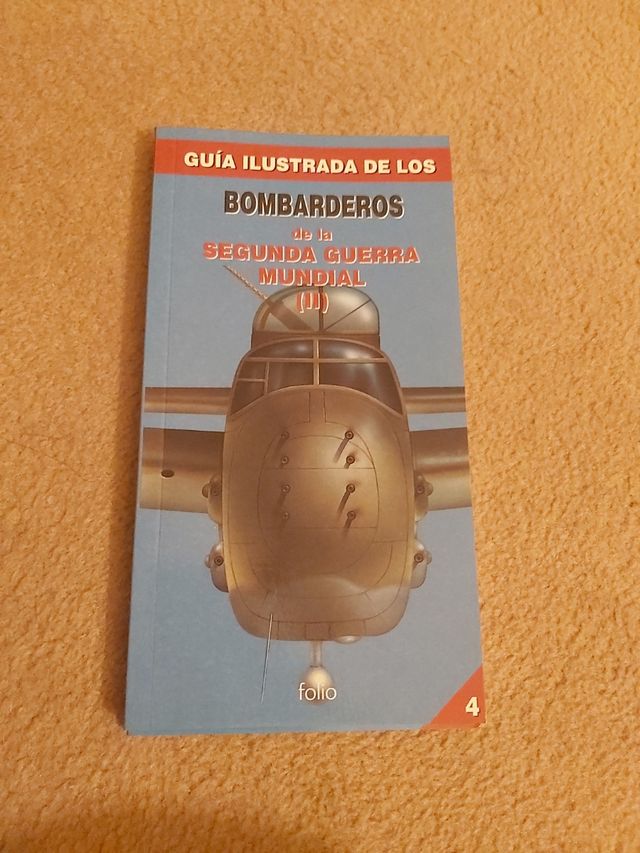 GUÍA ILUSTRADA DE LOS
BOMBARDEROS
de la
SEGUNDA GUERRA
MUNDIAL
(II)
folio
4